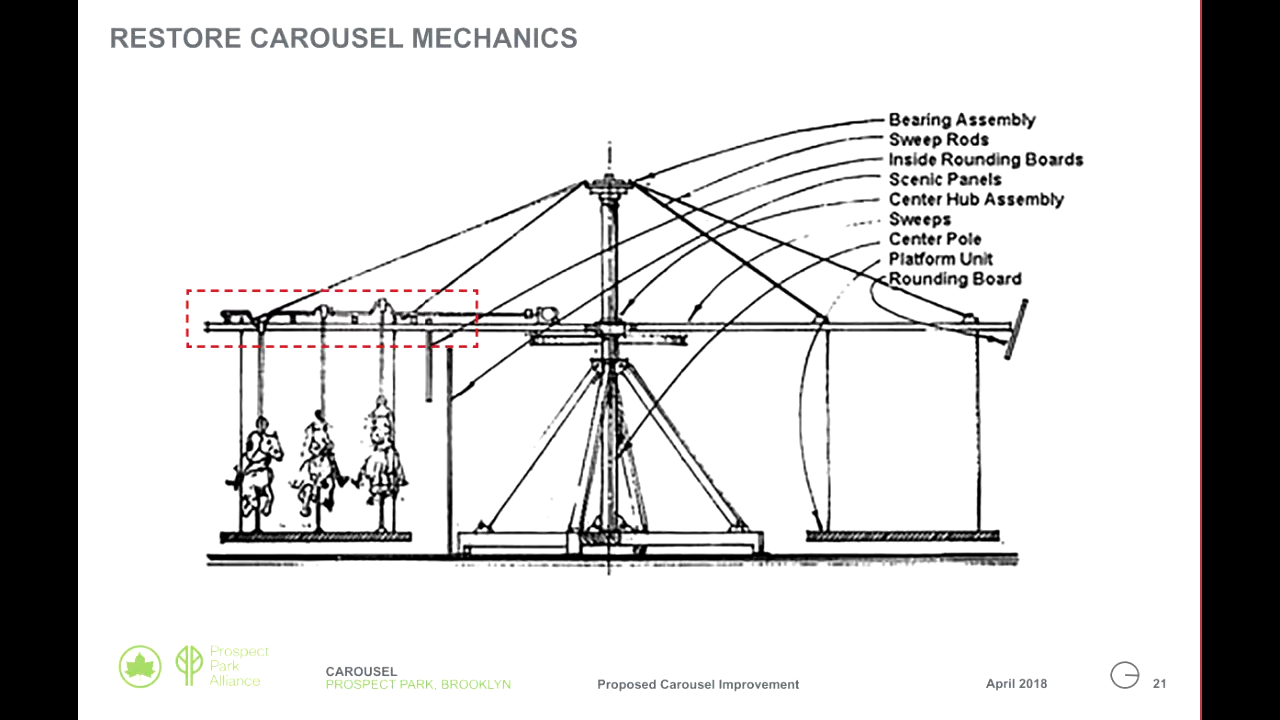 RESTORE CAROUSEL MECHANICS
Bearing Assembly
Sweep Rods
Inside Rounding Boards
Scenic Panels
Center Hub Assembly
Sweeps
Center Pole
Platform Unit
Rounding Board
Prospect
Park
Alliance
CAROUSEL
PROSPECT PARK, BROOKLYN
Proposed Carousel Improvement
April 2018
21